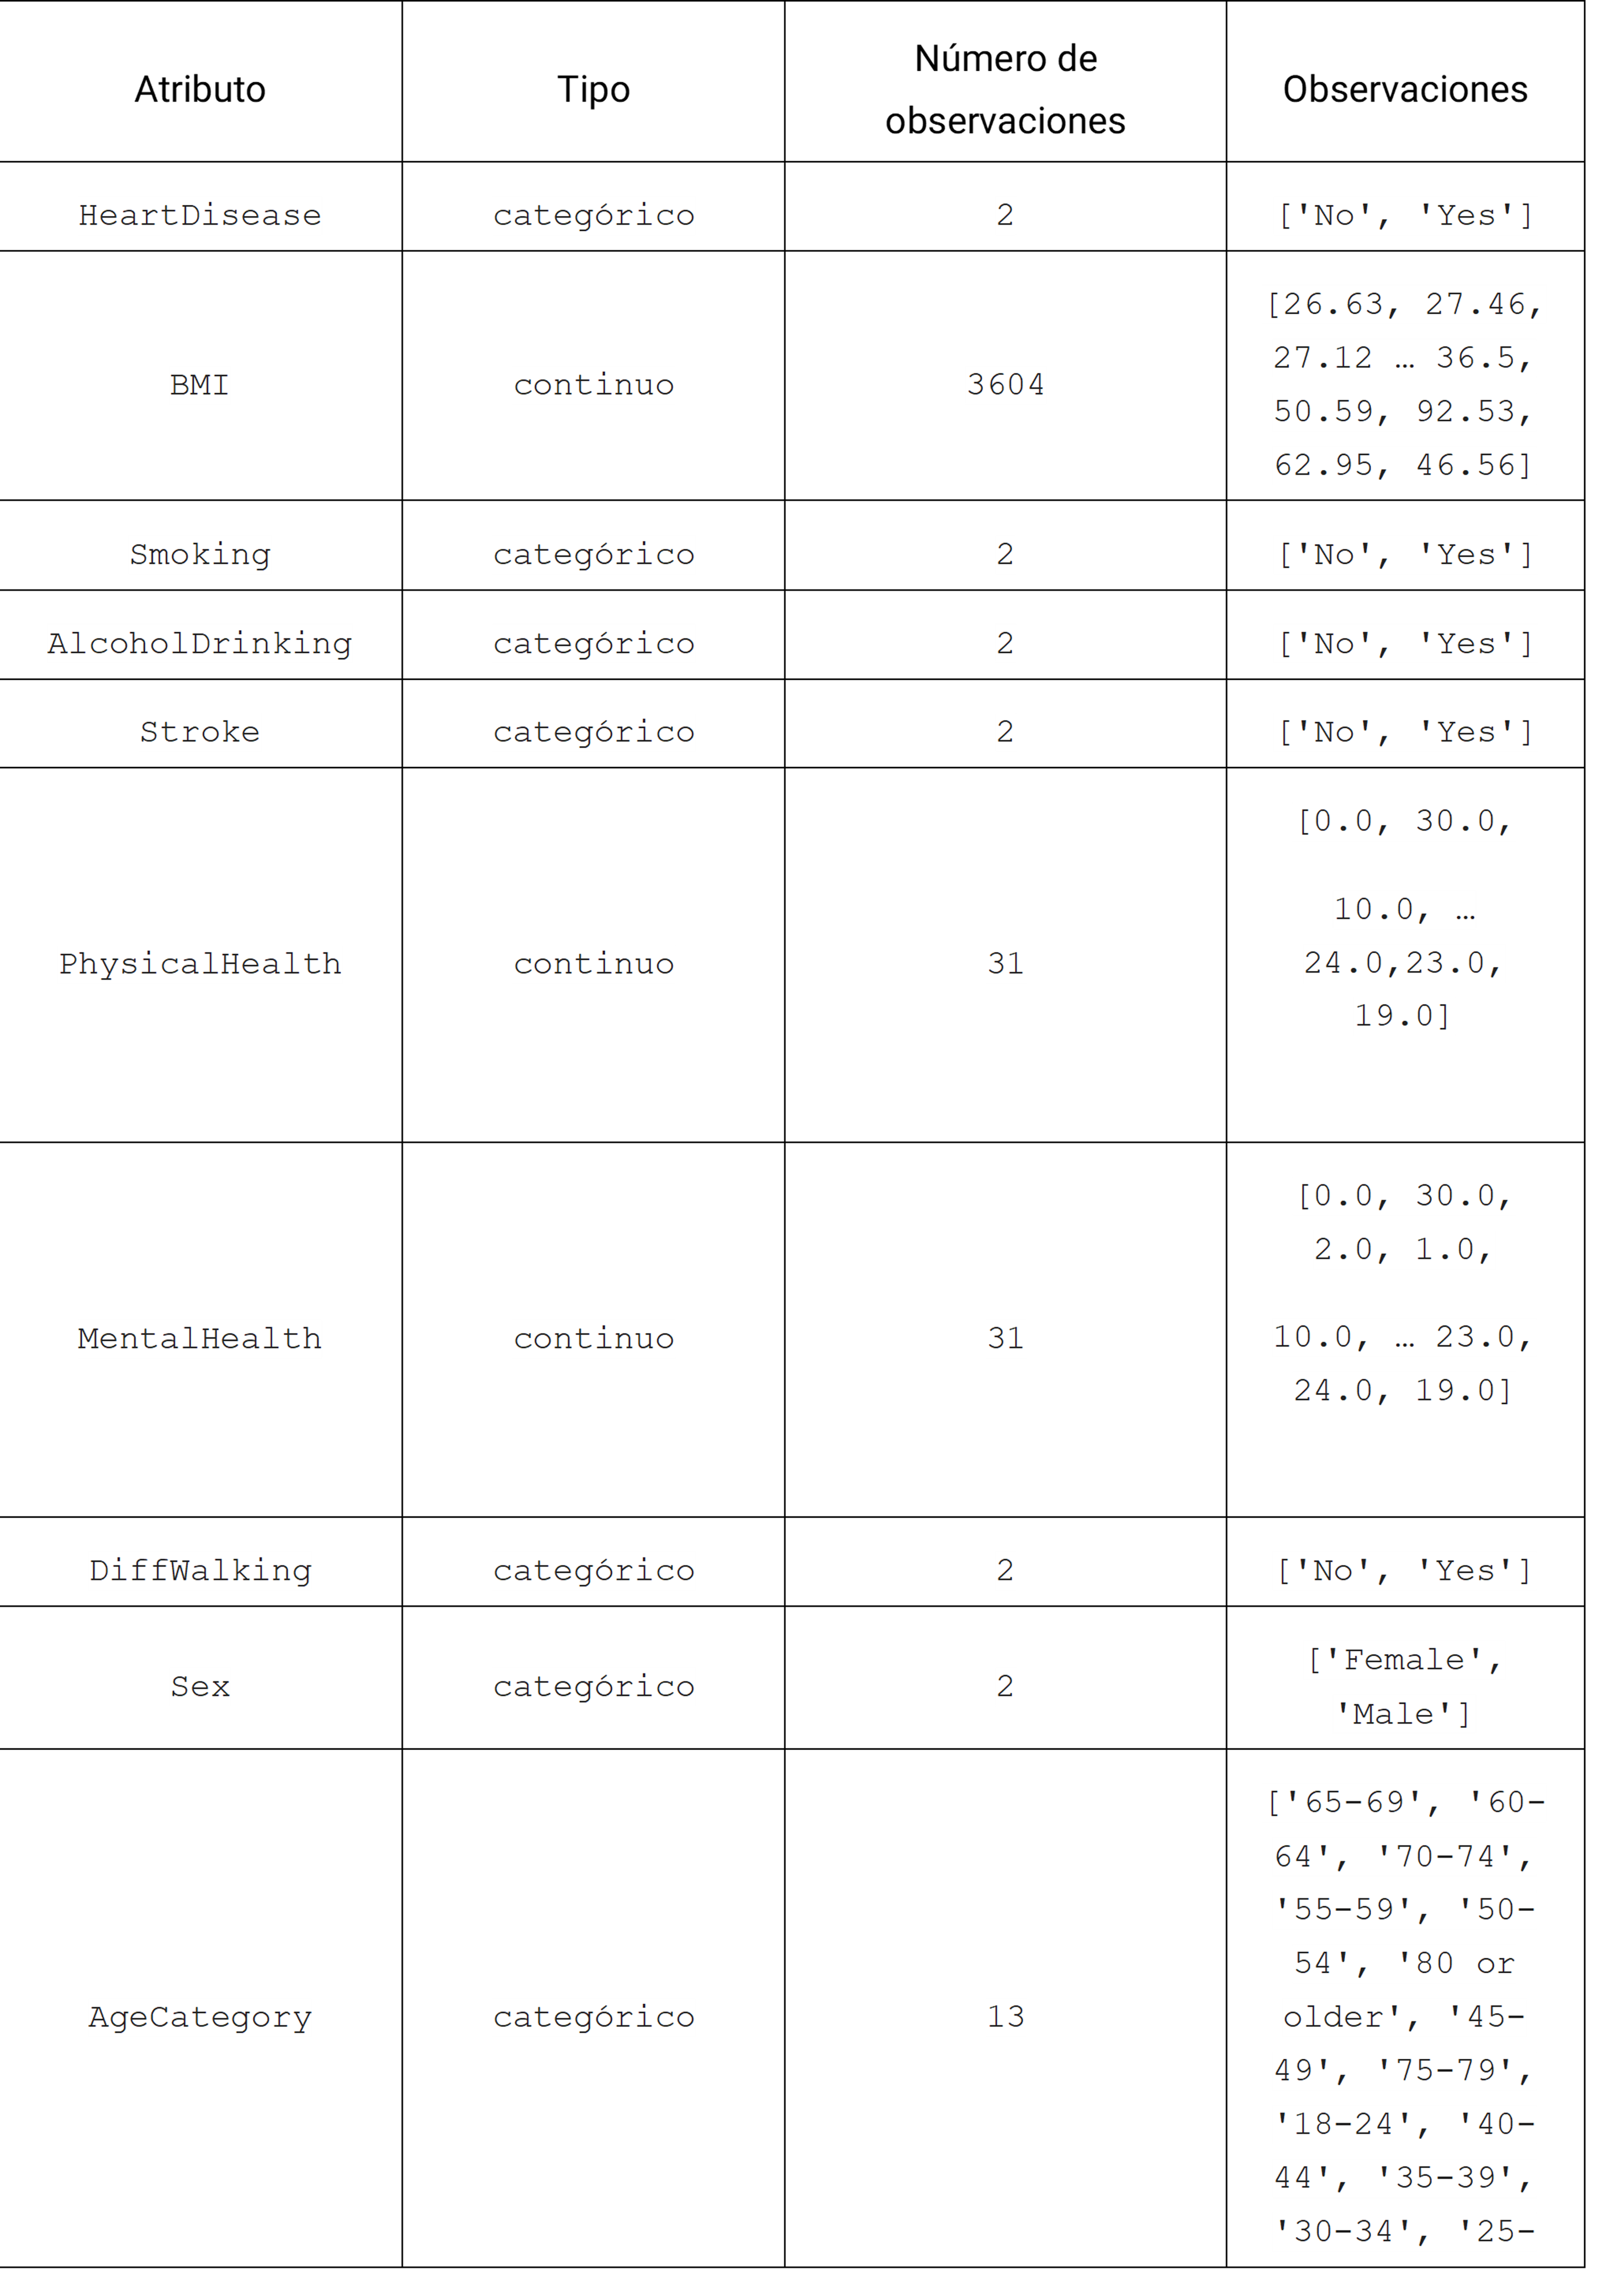 Atributo
Tipo
Número de
observaciones
Observaciones
HeartDisease
categórico
2
['No', 'Yes']
BMI
continuo
3604
[26.63, 27.46,
27.12 … 36.5,
50.59, 92.53,
62.95, 46.56]
Smoking
categórico
2
['No', 'Yes']
AlcoholDrinking
categórico
2
['No', 'Yes']
Stroke
categórico
2
['No', 'Yes']
PhysicalHealth
continuo
31
[0.0, 30.0,
10.0, …
24.0,23.0,
19.0]
MentalHealth
continuo
31
[0.0, 30.0,
2.0, 1.0,
10.0, … 23.0,
24.0, 19.0]
DiffWalking
categórico
2
['No', 'Yes']
Sex
categórico
2
['Female',
'Male']
AgeCategory
categórico
13
['65-69', '60-
64', '70-74',
'55-59', '50-
54', '80 or
older', '45-
49', '75-79',
'18-24', '40-
44', '35-39',
'30-34', '25-